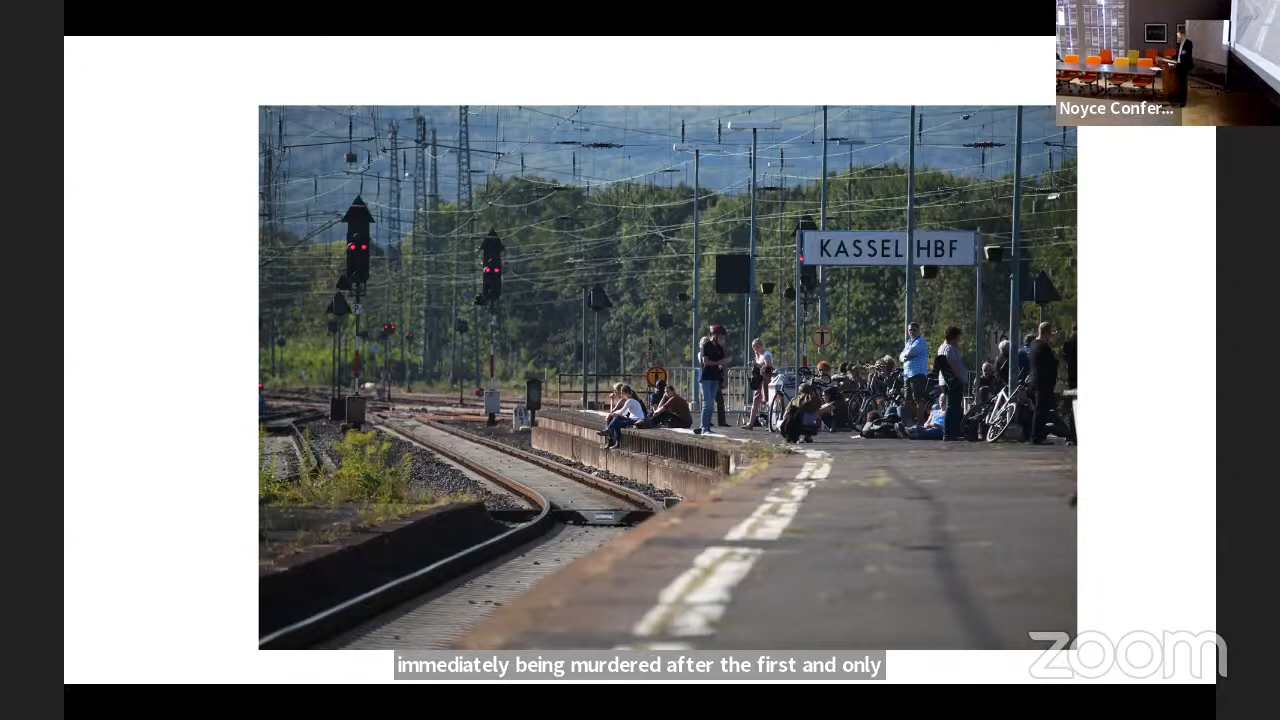 Noyce Confer...
KASSEL HBF
immediately being murdered after the first and only
zoom